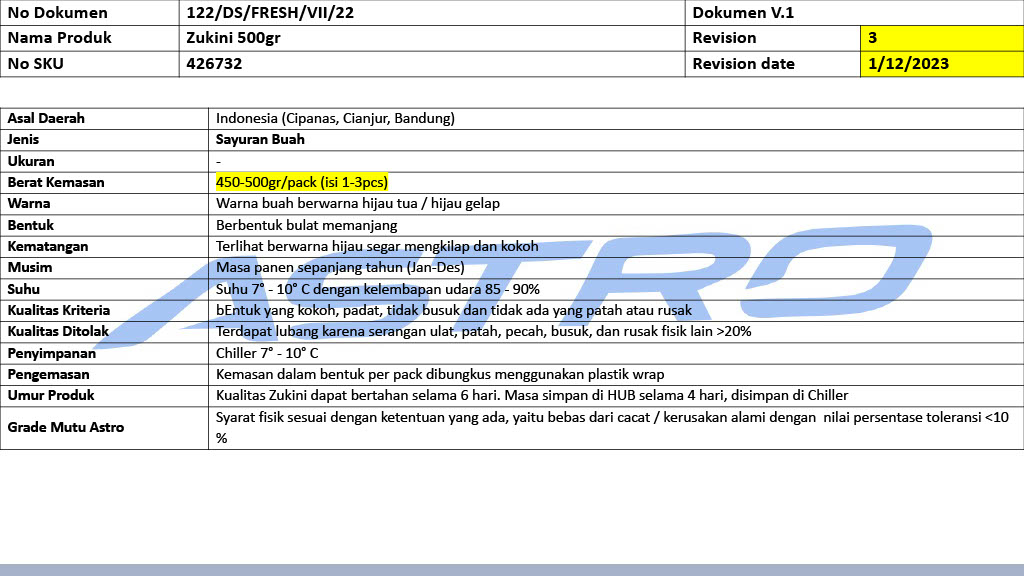 No Dokumen 122/DS/FRESH/VII/22 Dokumen V.1
Nama Produk Zukini 500gr Revision 3
No SKU 426732 Revision date 1/12/2023
Asal Daerah Indonesia (Cipanas, Cianjur, Bandung)
Jenis Sayuran Buah
Ukuran -
Berat Kemasan 450-500gr/pack (isi 1-3pcs)
Warna Warna buah berwarna hijau tua / hijau gelap
Bentuk Berbentuk bulat memanjang
Kematangan Terlihat berwarna hijau segar mengkilap dan kokoh
Musim Masa panen sepanjang tahun (Jan-Des)
Suhu Suhu 7° - 10° C dengan kelembapan udara 85 - 90%
Kualitas Kriteria bEntuk yang kokoh, padat, tidak busuk dan tidak ada yang patah atau rusak
Kualitas Ditolak Terdapat lubang karena serangan ulat, patah, pecah, busuk, dan rusak fisik lain >20%
Penyimpanan Chiller 7° - 10° C
Pengemasan Kemasan dalam bentuk per pack dibungkus menggunakan plastik wrap
Umur Produk Kualitas Zukini dapat bertahan selama 6 hari. Masa simpan di HUB selama 4 hari, disimpan di Chiller
Grade Mutu Astro Syarat fisik sesuai dengan ketentuan yang ada, yaitu bebas dari cacat / kerusakan alami dengan nilai persentase toleransi <10
%
ASTRO